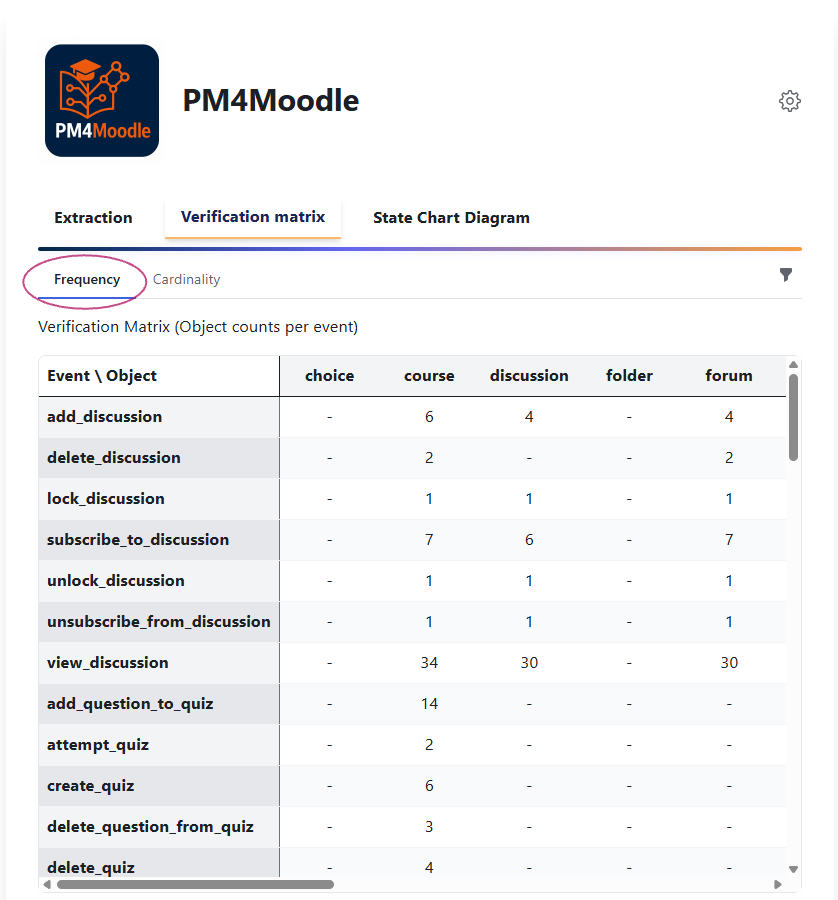 PM4Moodle
PM4Moodle
Extraction Verification matrix State Chart Diagram
Frequency Cardinality
Verification Matrix (Object counts per event)
Event \ Object choice course discussion folder forum
add_discussion - 6 4 - 4
delete_discussion - 2 - - 2
lock_discussion - 1 1 - 1
subscribe_to_discussion - 7 6 - 7
unlock_discussion - 1 1 - 1
unsubscribe_from_discussion - 1 1 - 1
view_discussion - 34 30 - 30
add_question_to_quiz - 14 - - -
attempt_quiz - 2 - - -
create_quiz - 6 - - -
delete_question_from_quiz - 3 - - -
delete_quiz - 4 - - -